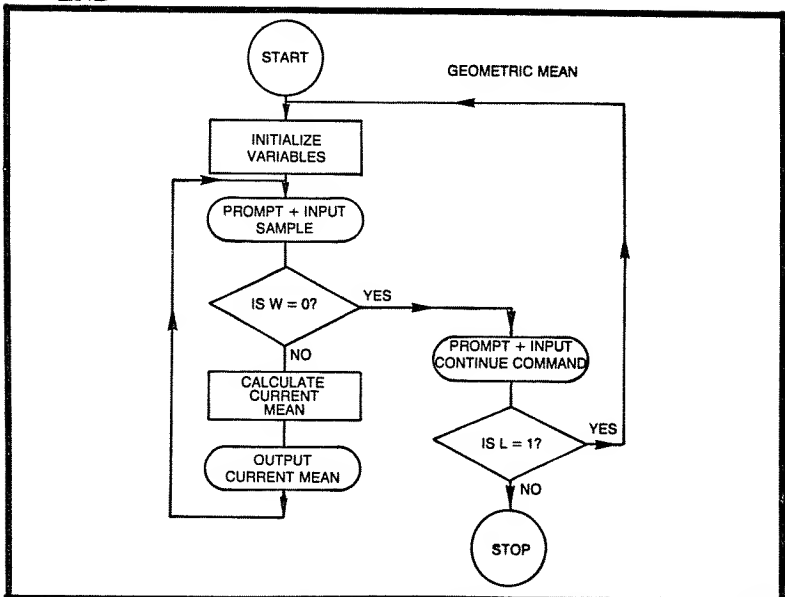 START
GEOMETRIC MEAN
INITIALIZE
VARIABLES
PROMPT + INPUT
SAMPLE
IS W = 0?
YES
NO
PROMPT + INPUT
CONTINUE COMMAND
CALCULATE
CURRENT
MEAN
IS L = 1?
YES
OUTPUT
CURRENT MEAN
NO
STOP